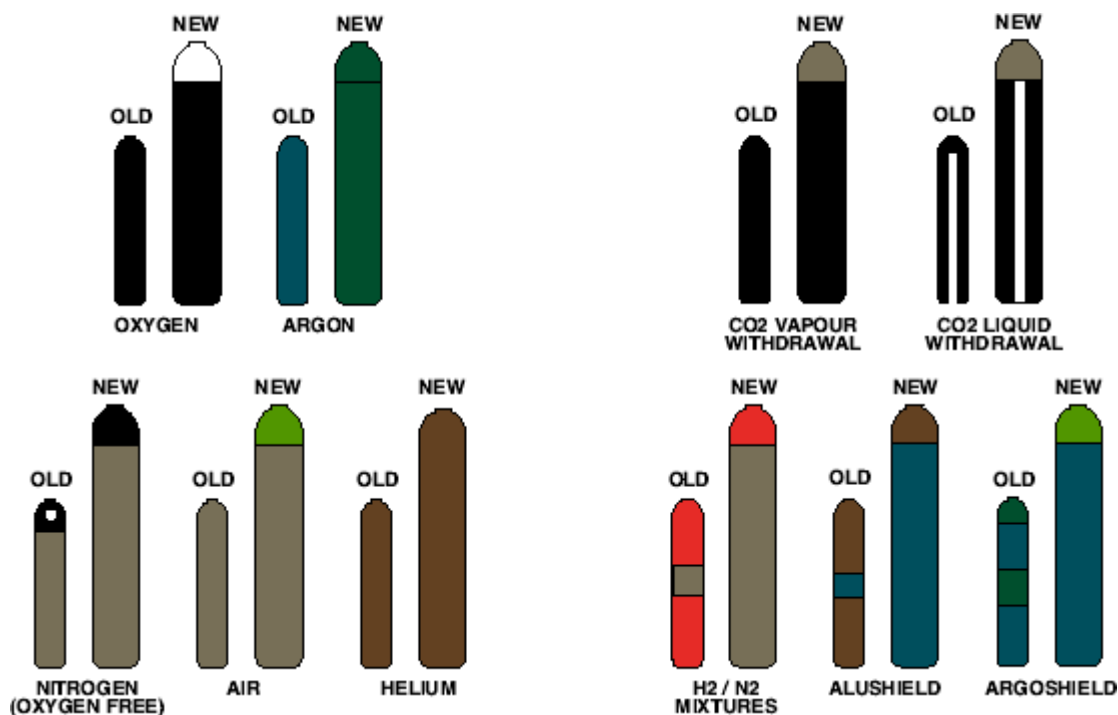 NEW
NEW
NEW
NEW
OLD
OLD
OLD
OLD
OXYGEN
ARGON
CO2 VAPOUR
WITHDRAWAL
CO2 LIQUID
WITHDRAWAL
NEW
NEW
NEW
NEW
NEW
NEW
OLD
OLD
OLD
OLD
OLD
OLD
NITROGEN
(OXYGEN FREE)
AIR
HELIUM
H2 / N2
MIXTURES
ALUSHIELD
ARGOSHIELD